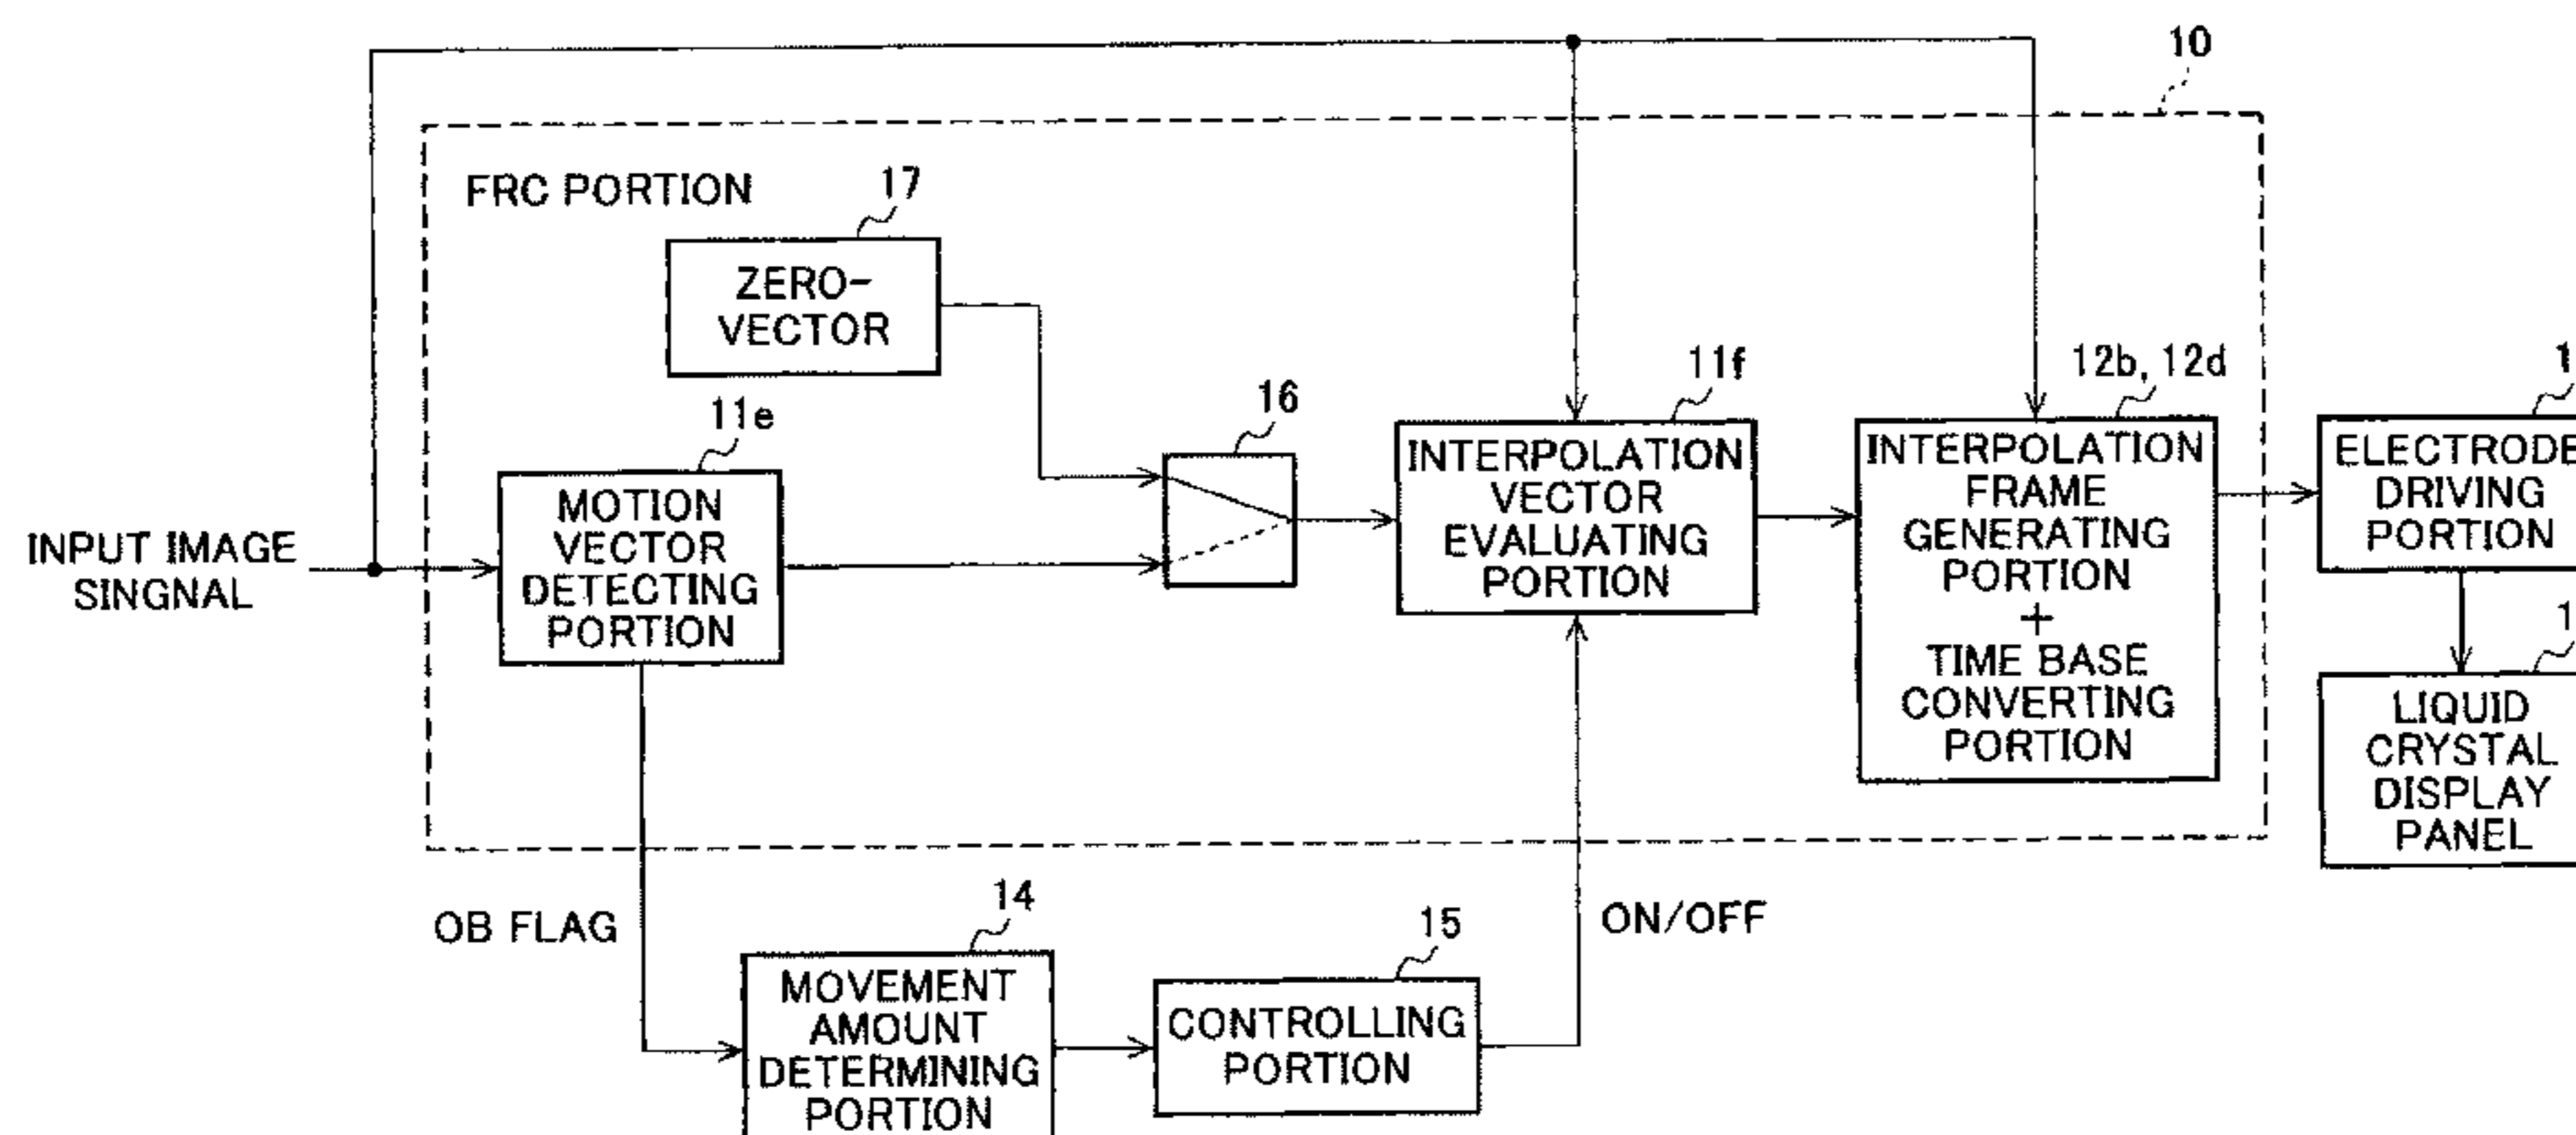 10
FRC PORTION
17
ZERO-
VECTOR
11e
MOTION
VECTOR
DETECTING
PORTION
INPUT IMAGE
SINGNAL
16
11f
INTERPOLATION
VECTOR
EVALUATING
PORTION
12b, 12d
INTERPOLATION
FRAME
GENERATING
PORTION
+
TIME BASE
CONVERTING
PORTION
ELECTRODE
DRIVING
PORTION
LIQUID
CRYSTAL
DISPLAY
PANEL
OB FLAG
14
MOVEMENT
AMOUNT
DETERMINING
PORTION
15
CONTROLLING
PORTION
ON/OFF